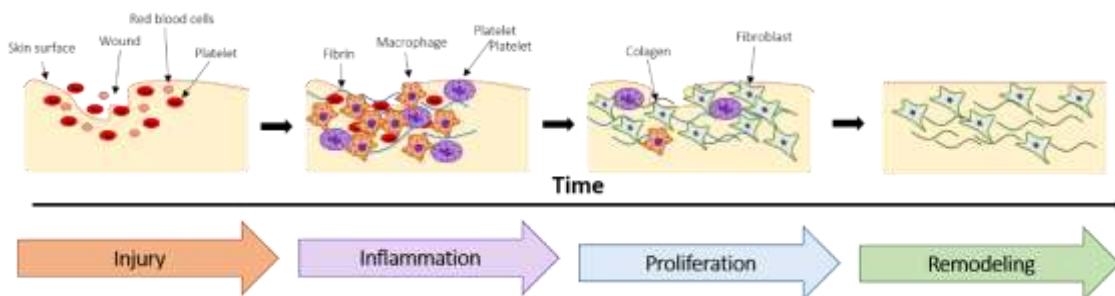 Red blood cells
Skin surface
Wound
Platelet
Fibrin
Macrophage
Platelet
Platelet
Colagen
Fibroblast
Time
Injury
Inflammation
Proliferation
Remodeling